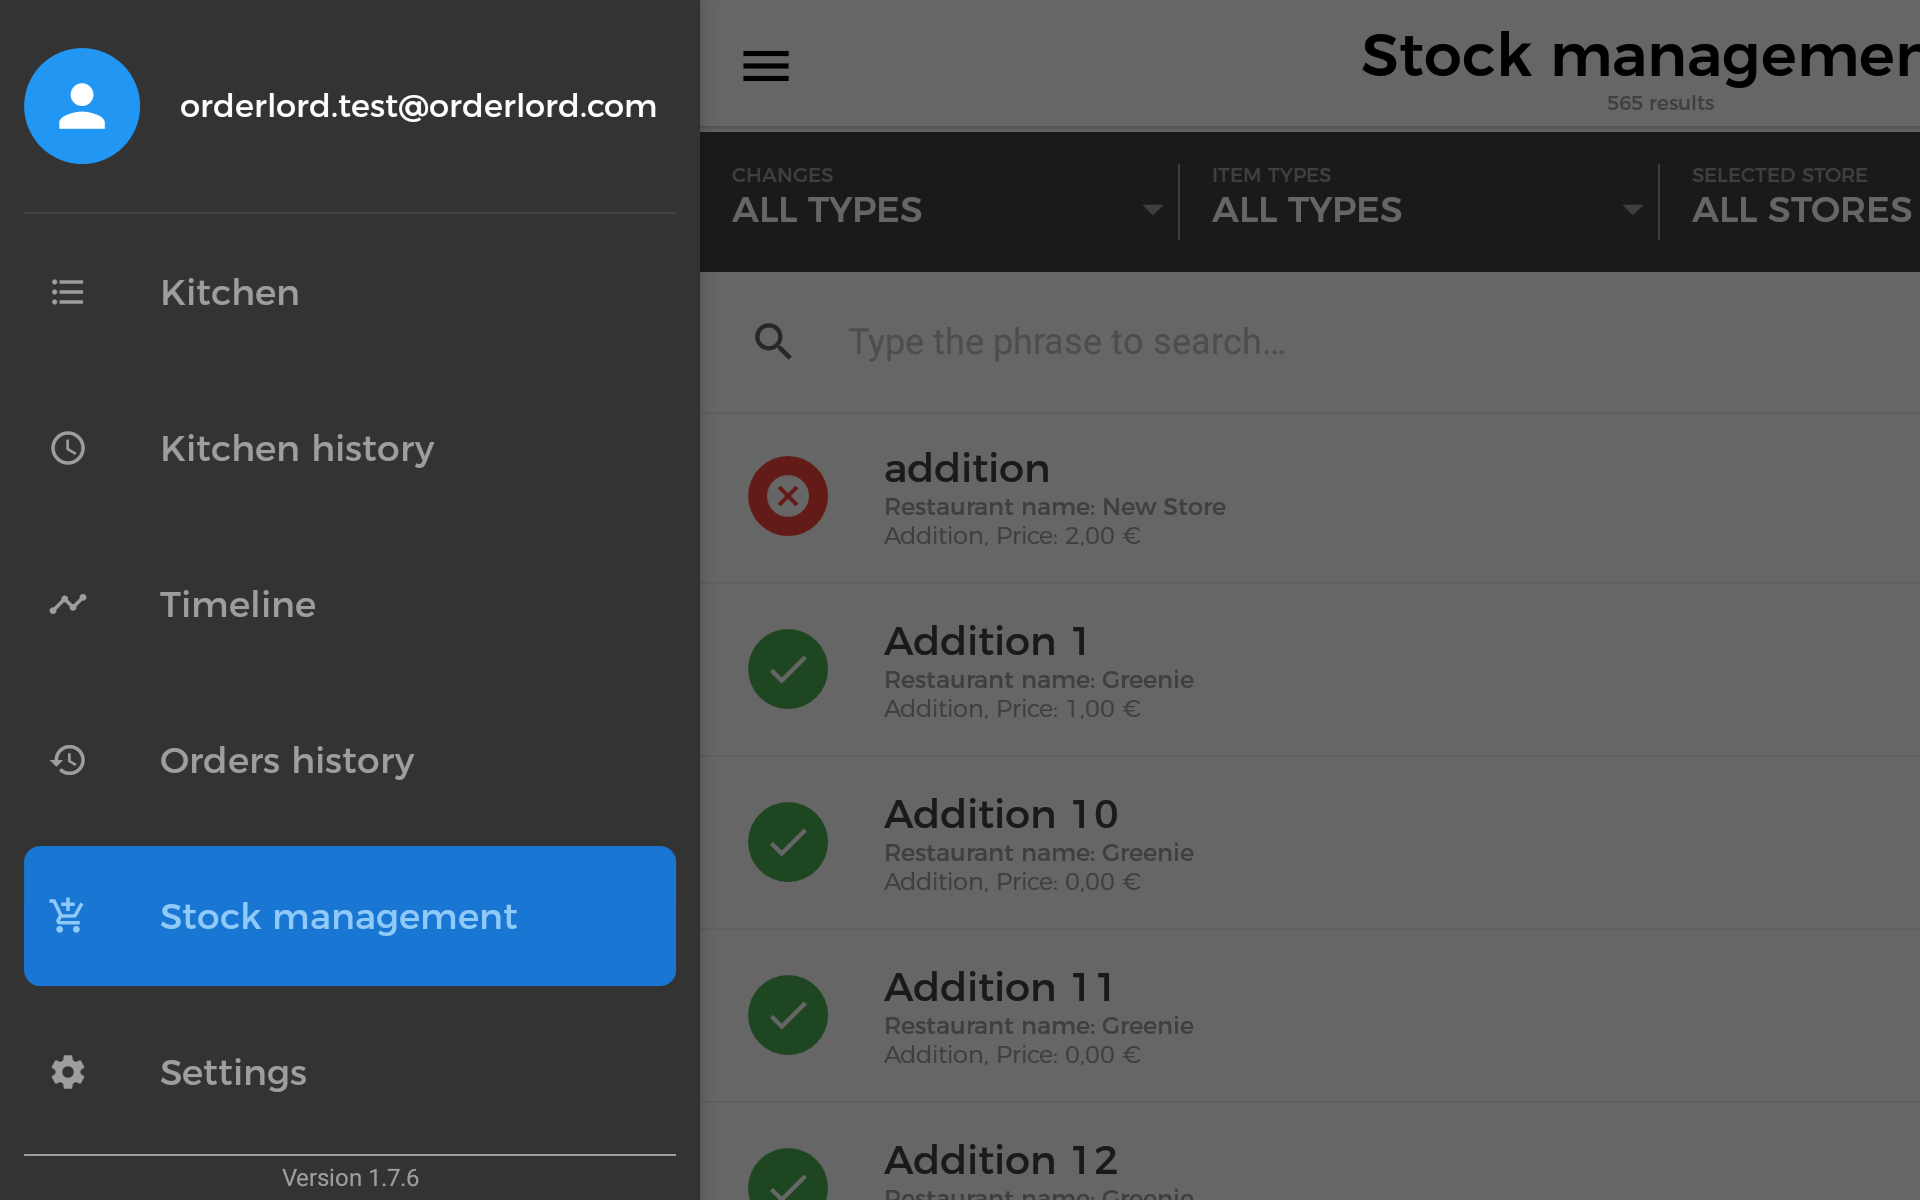 orderlord.test@orderlord.com
Kitchen
Kitchen history
Timeline
Orders history
Stock management
Settings
Version 1.7.6
Stock managemen
565 results
CHANGES
ALL TYPES
ITEM TYPES
ALL TYPES
SELECTED STORE
ALL STORES
Type the phrase to search...
addition
Restaurant name: New Store
Addition, Price: 2,00 €
Addition 1
Restaurant name: Greenie
Addition, Price: 1,00 €
Addition 10
Restaurant name: Greenie
Addition, Price: 0,00 €
Addition 11
Restaurant name: Greenie
Addition, Price: 0,00 €
Addition 12
Restaurant name: Greenie